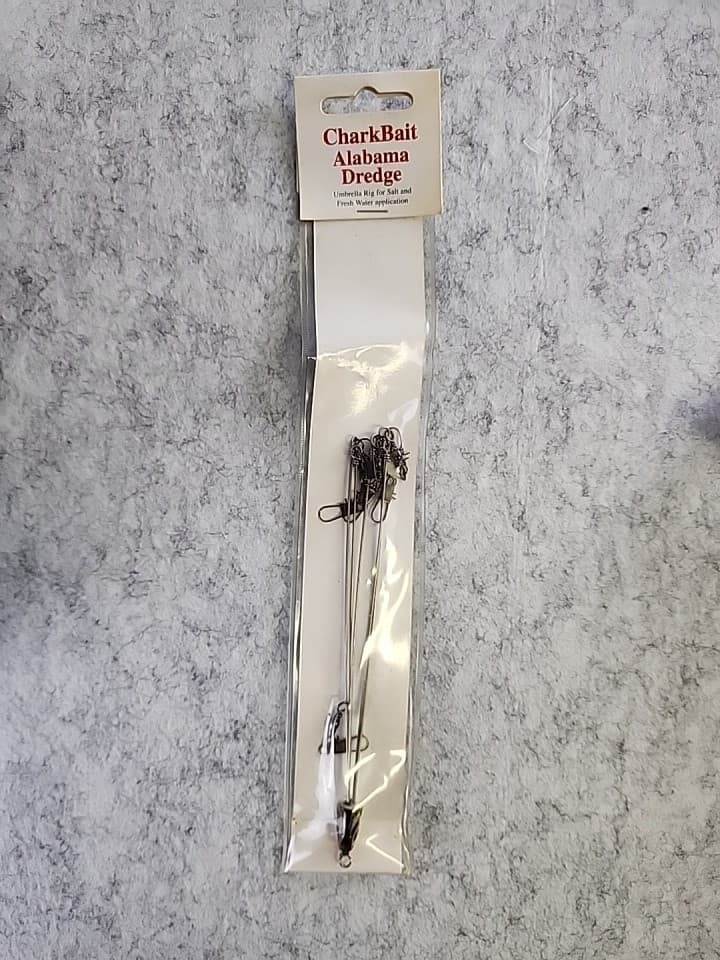 CharkBait
Alabama
Dredge
Umbrella Rig for Salt and
Fresh Water application